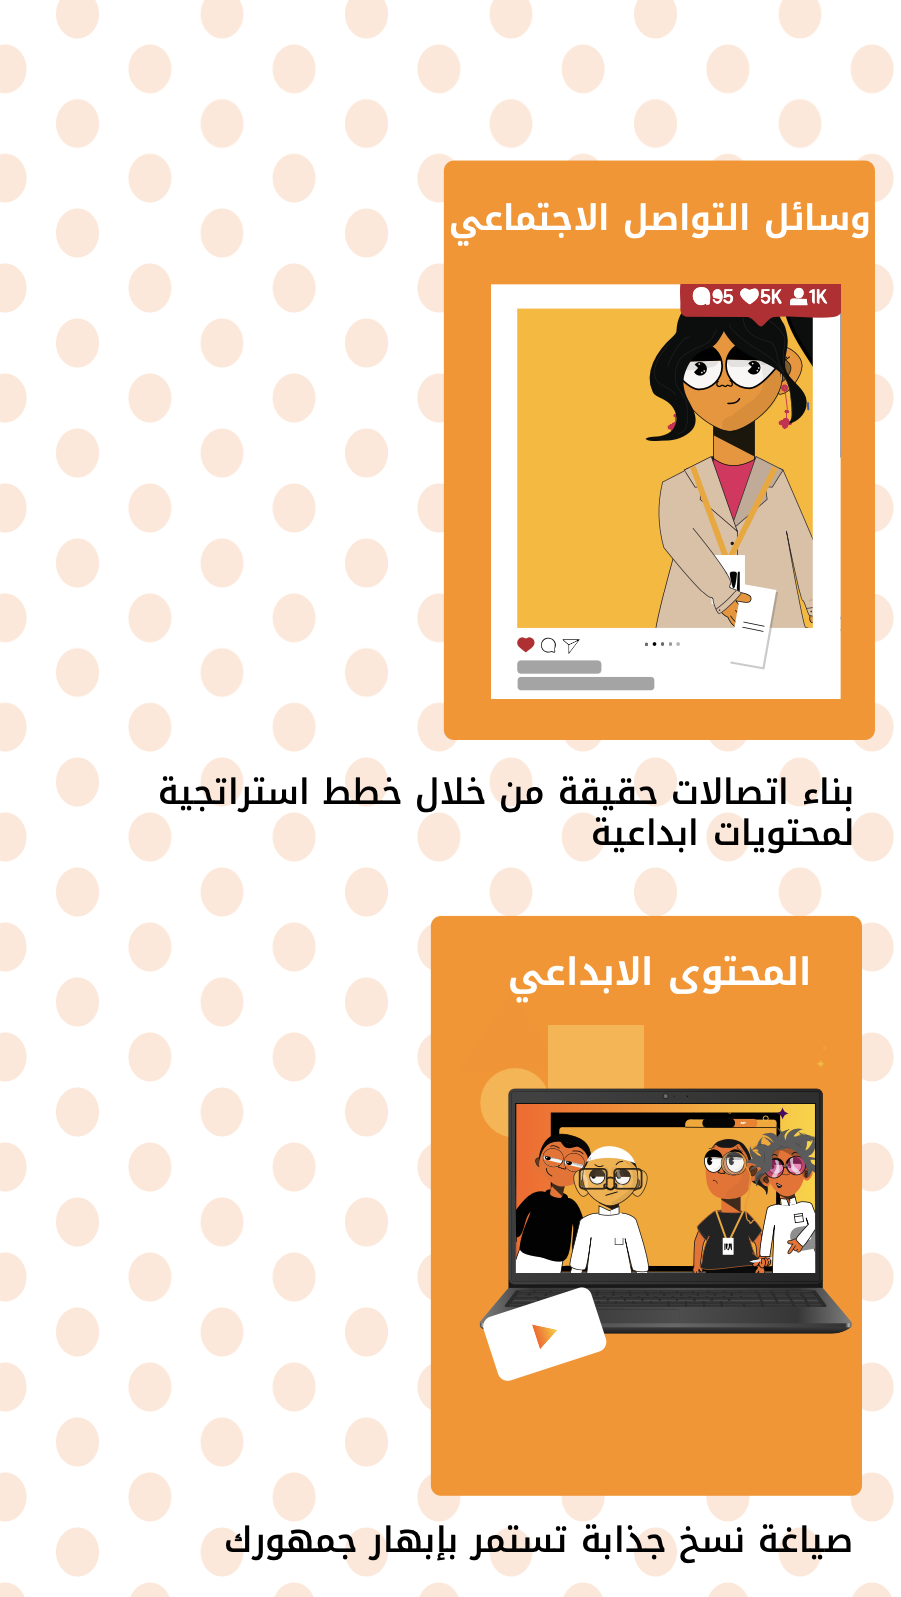 وسائل التواصل الاجتماعي
95 5K 1K
بناء اتصالات حقيقة من خلال خطط استراتجية
لمحتويات ابداعية
المحتوى الابداعي
صياغة نسخ جذابة تستمر بإبهار جمهورك